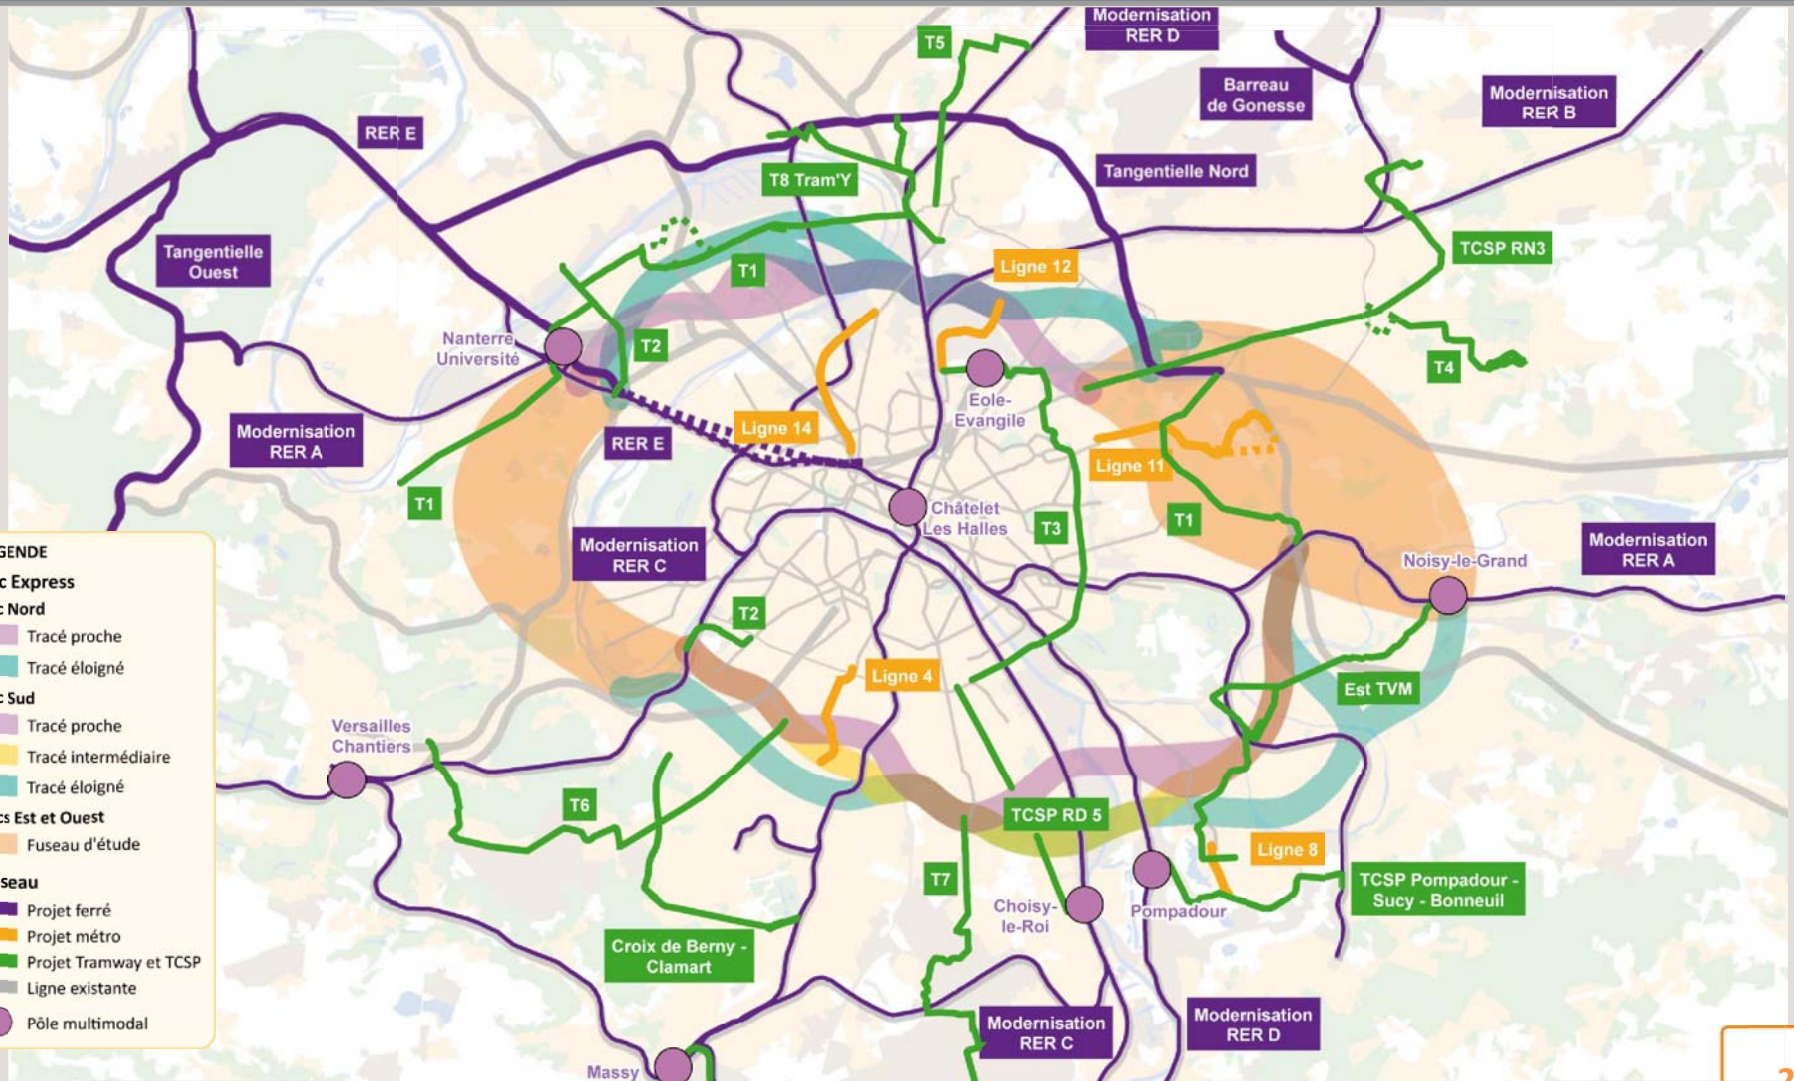 Modernisation
RER D
T5
Barreau
de Gonesse
Modernisation
RER B
RER E
Tangentielle Nord
T8 Tram'Y
TCSP RN3
Tangentielle
Ouest
T1
Ligne 12
Nanterre
Université
T2
T4
Eole-
Evangile
Ligne 14
Modernisation
RER A
RER E
Ligne 11
T1
Châtelet
Les Halles
T3
T1
Modernisation
RER C
Noisy-le-Grand
Modernisation
RER A
T2
Ligne 4
Est TVM
Versailles
Chantiers
T6
TCSP RD 5
Ligne 8
T7
TCSP Pompadour -
Sucy - Bonneuil
Choisy-
le-Roi
Pompadour
Croix de Berny -
Clamart
Modernisation
RER C
Modernisation
RER D
Massy
GENDE
c Express
c Nord
Tracé proche
Tracé éloigné
c Sud
Tracé proche
Tracé intermédiaire
Tracé éloigné
cs Est et Ouest
Fuseau d'étude
seau
Projet ferré
Projet métro
Projet Tramway et TCSP
Ligne existante
Pôle multimodal
2